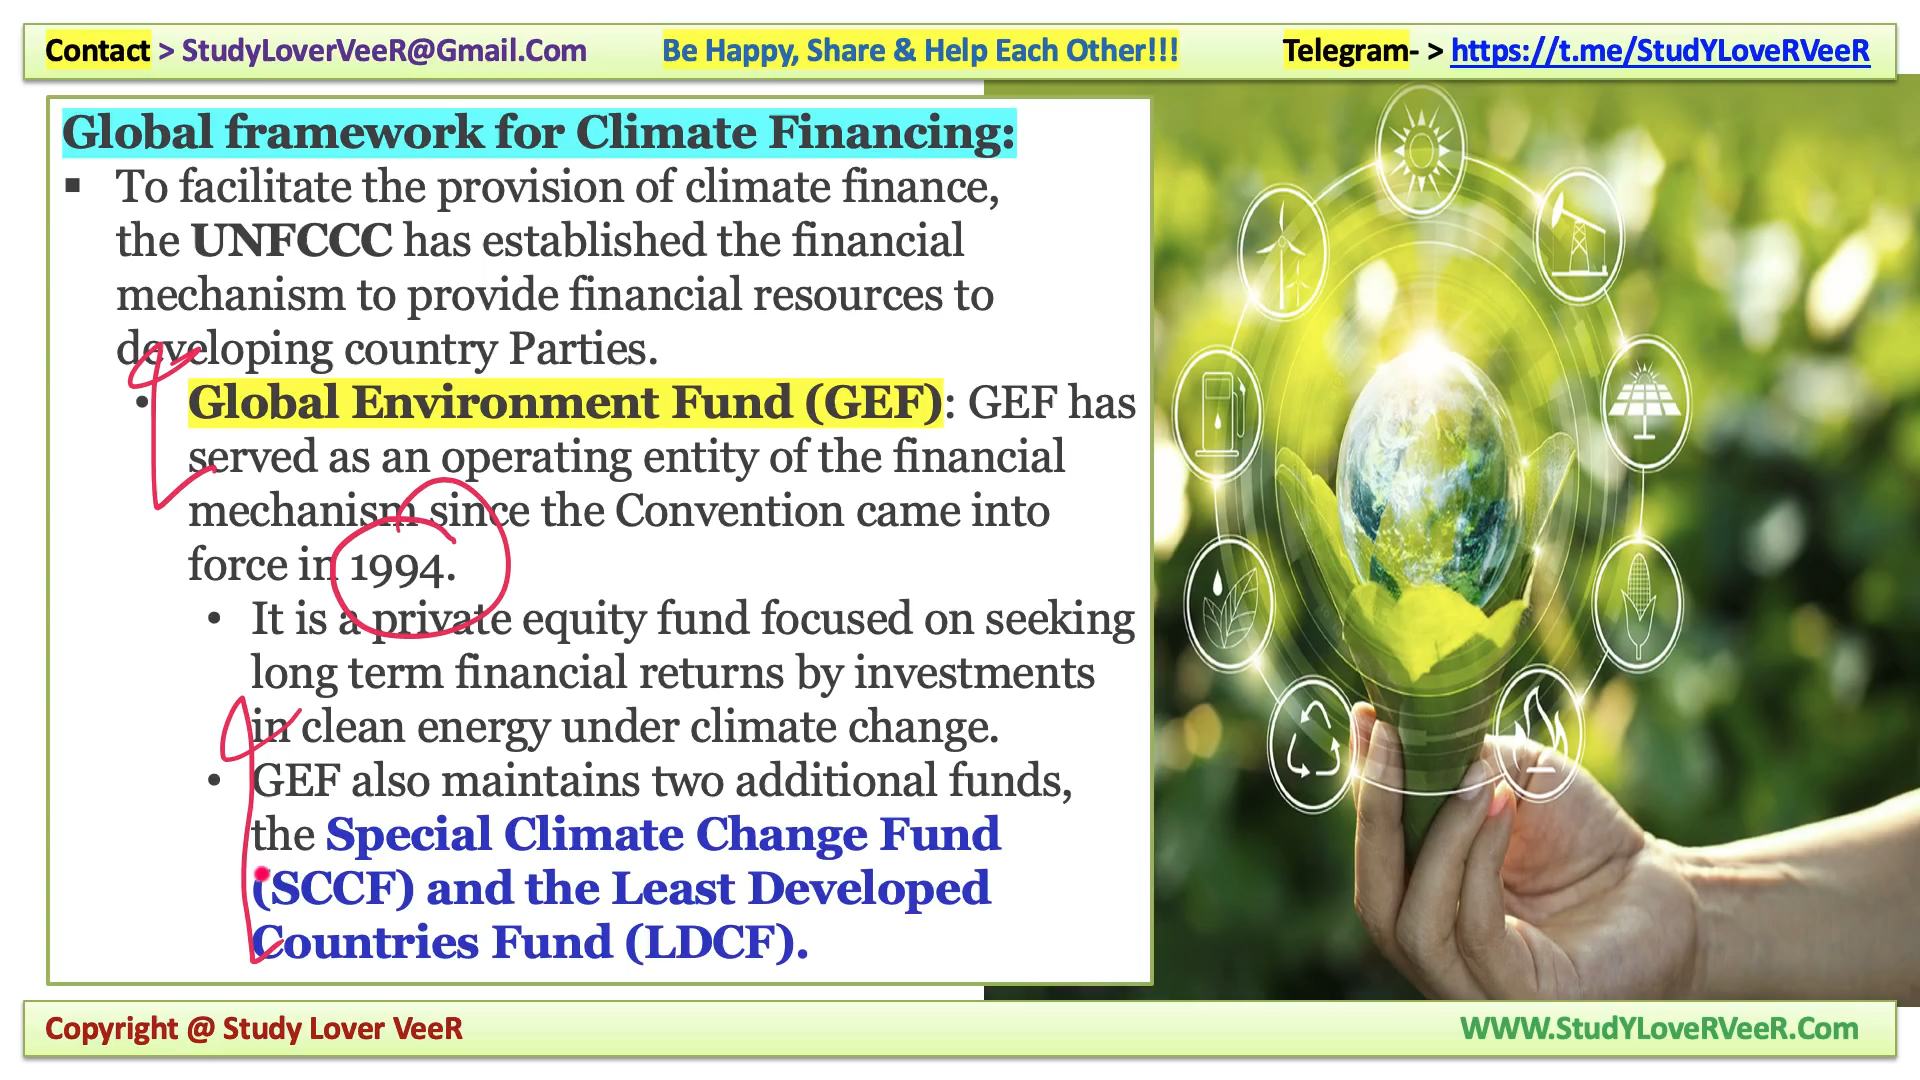 Contact > StudyLoverVeeR@Gmail.Com Be Happy, Share & Help Each Other!!! Telegram- > https://t.me/StudYLoveRVeeR
Global framework for Climate Financing:
▪ To facilitate the provision of climate finance,
the UNFCCC has established the financial
mechanism to provide financial resources to
developing country Parties.
• Global Environment Fund (GEF): GEF has
served as an operating entity of the financial
mechanism since the Convention came into
force in 1994.
• It is a private equity fund focused on seeking
long term financial returns by investments
in clean energy under climate change.
• GEF also maintains two additional funds,
the Special Climate Change Fund
(SCCF) and the Least Developed
Countries Fund (LDCF).
Copyright @ Study Lover VeeR WWW.StudYLoveRVeeR.Com